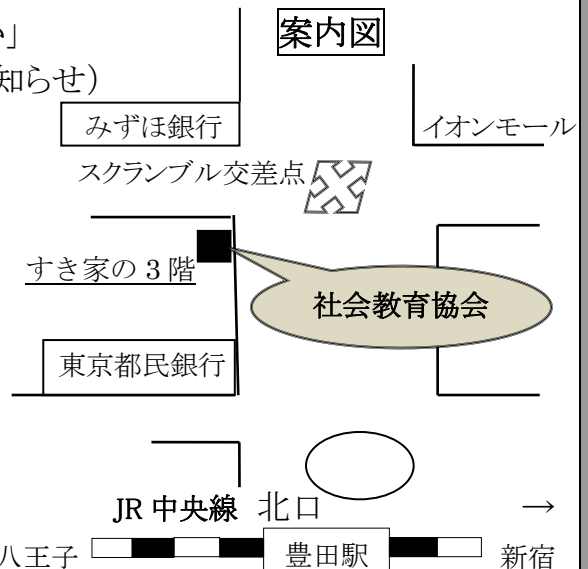 い」
案内図
知らせ)
みずほ銀行
イオンモール
スクランブル交差点
すき家の3階
社会教育協会
東京都民銀行
JR中央線 北口 →
八王子 豊田駅 新宿